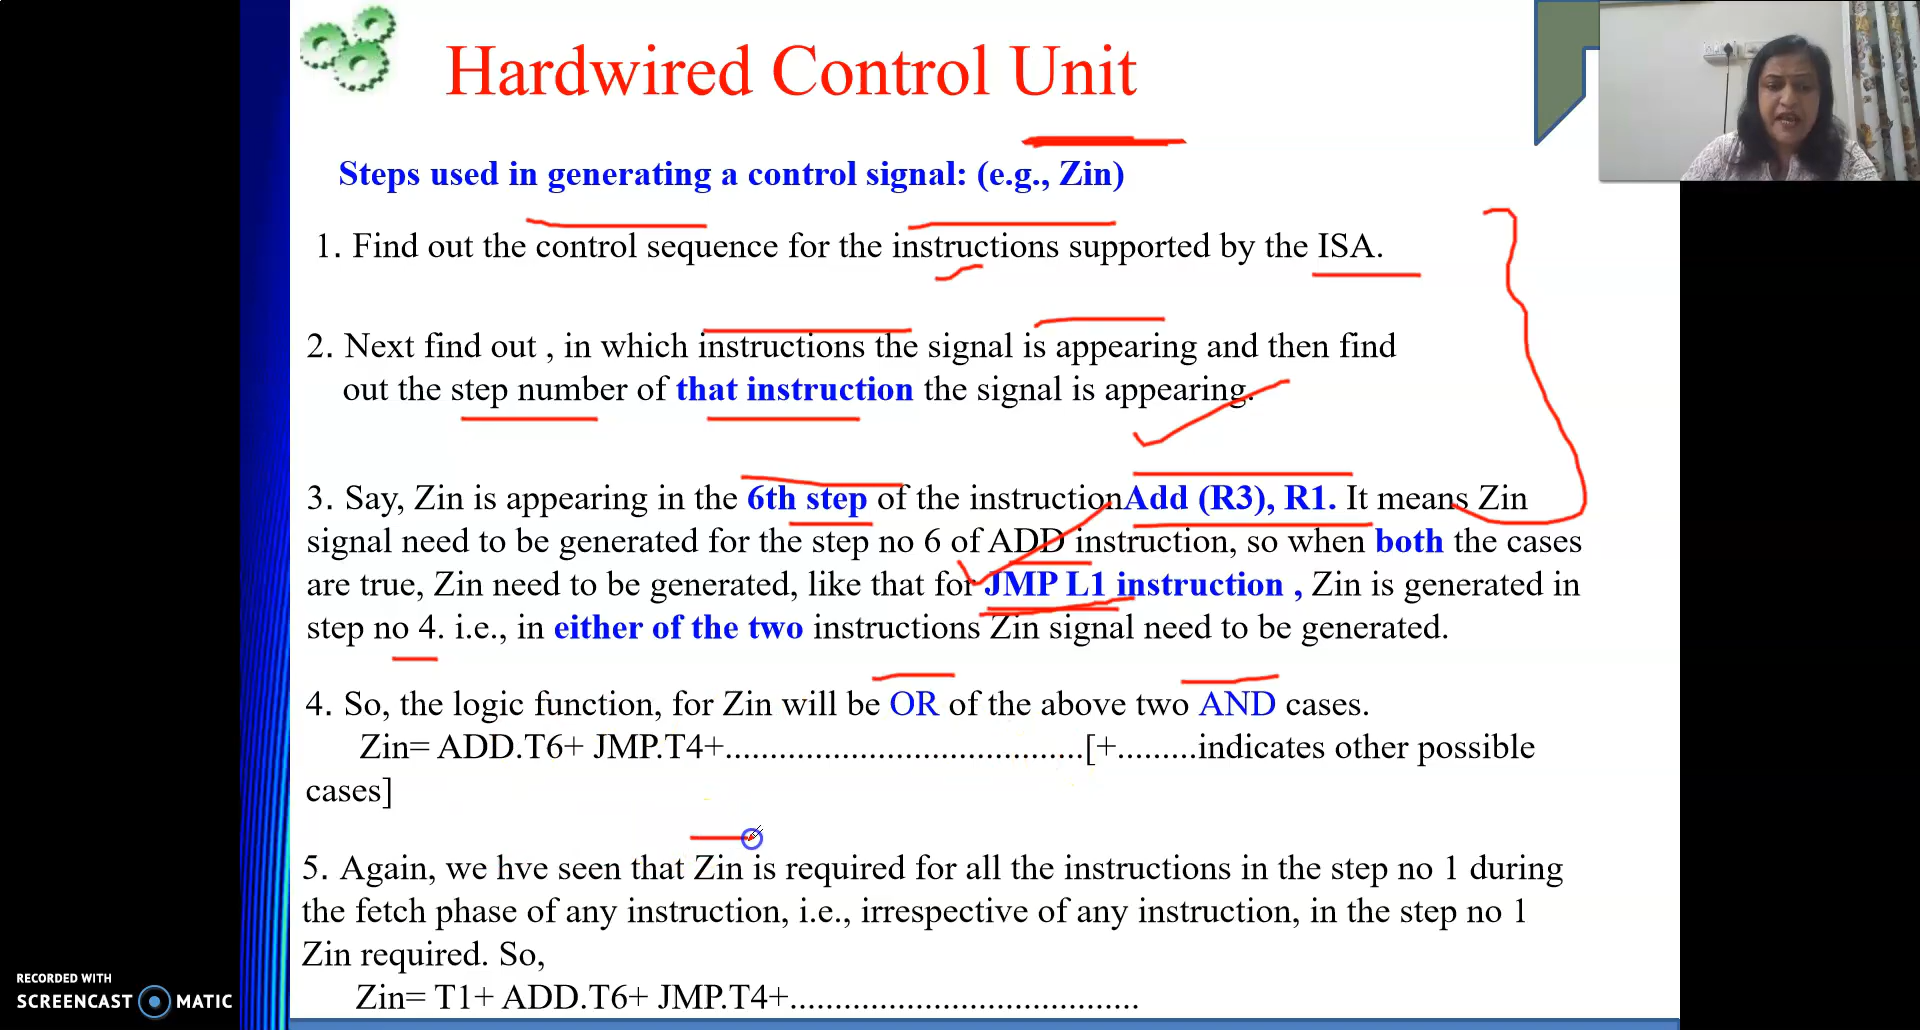 Hardwired Control Unit
Steps used in generating a control signal: (e.g., Zin)
1. Find out the control sequence for the instructions supported by the ISA.
2. Next find out , in which instructions the signal is appearing and then find
out the step number of that instruction the signal is appearing.
3. Say, Zin is appearing in the 6th step of the instructionAdd (R3), R1. It means Zin
signal need to be generated for the step no 6 of ADD instruction, so when both the cases
are true, Zin need to be generated, like that for JMP L1 instruction , Zin is generated in
step no 4. i.e., in either of the two instructions Zin signal need to be generated.
4. So, the logic function, for Zin will be OR of the above two AND cases.
Zin= ADD.T6+ JMP.T4+........................................[+.........indicates other possible
cases]
5. Again, we hve seen that Zin is required for all the instructions in the step no 1 during
the fetch phase of any instruction, i.e., irrespective of any instruction, in the step no 1
Zin required. So,
Zin= T1+ ADD.T6+ JMP.T4+.......................................
RECORDED WITH
SCREENCAST MATIC